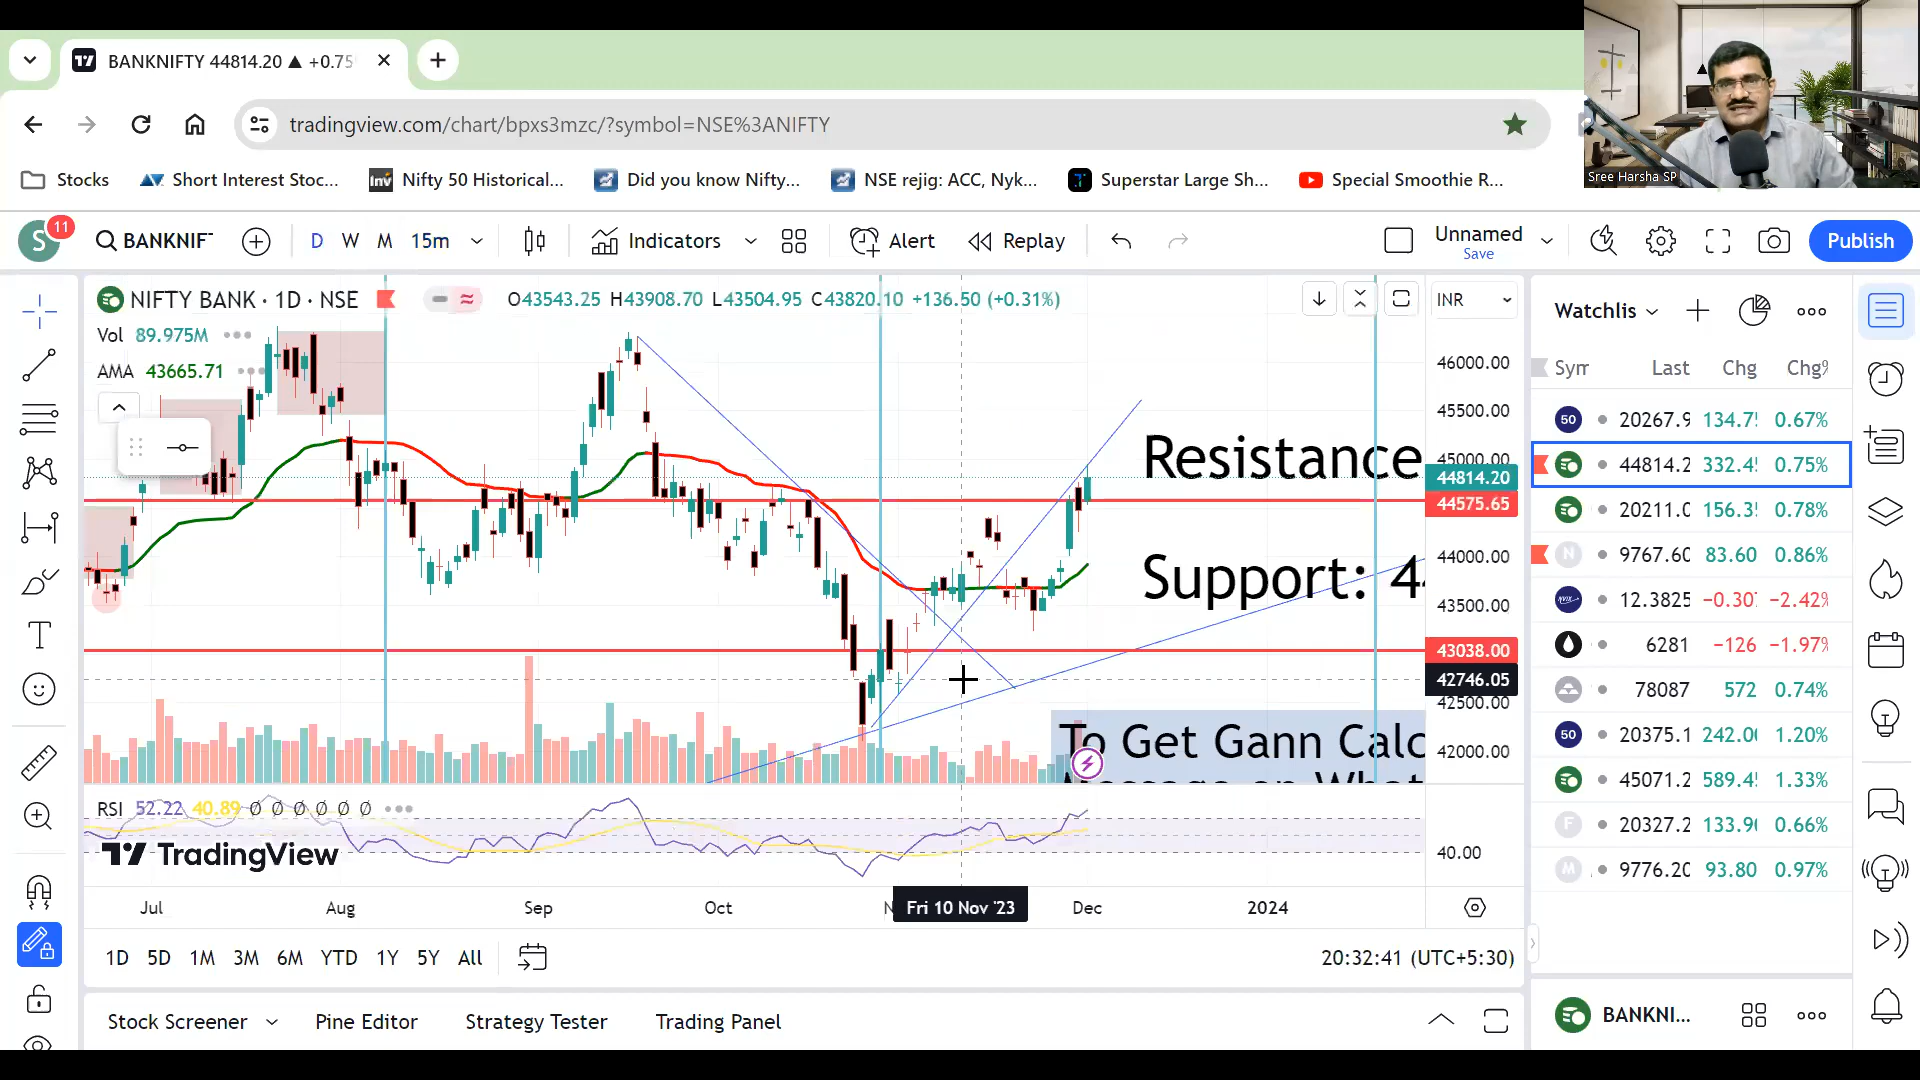 BANKNIFTY 44814.20 ▲ +0.75
tradingview.com/chart/bpxs3mzc/?symbol=NSE%3ANIFTY
Stocks
Short Interest Stoc...
Nifty 50 Historical...
Did you know Nifty...
NSE rejig: ACC, Nyk...
Superstar Large Sh...
Special Smoothie R...
Sree Harsha SP
S 11
BANKNIF
D W M 15m
Indicators
Alert
Replay
Unnamed
Save
Publish
NIFTY BANK · 1D · NSE
O43543.25 H43908.70 L43504.95 C43820.10 +136.50 (+0.31%)
INR
Vol 89.975M
AMA 43665.71
Resistance
Support: 4
To Get Gann Calc
46000.00
45500.00
45000.00
44814.20
44575.65
44000.00
43500.00
43038.00
42746.05
42500.00
42000.00
RSI 52.22 40.89 Ø Ø Ø Ø Ø Ø
TradingView
40.00
Jul Aug Sep Oct Fri 10 Nov '23 Dec 2024
1D 5D 1M 3M 6M YTD 1Y 5Y All
20:32:41 (UTC+5:30)
Stock Screener
Pine Editor
Strategy Tester
Trading Panel
Watchlis
Last Chg Chg%
50 20267.9 134.7 0.67%
44814.2 332.4 0.75%
20211.0 156.3 0.78%
N 9767.60 83.60 0.86%
12.3825 −0.30 −2.42%
6281 −126 −1.97%
78087 572 0.74%
50 20375.1 242.0 1.20%
45071.2 589.4 1.33%
F 20327.2 133.9 0.66%
M 9776.20 93.80 0.97%
BANKNI...